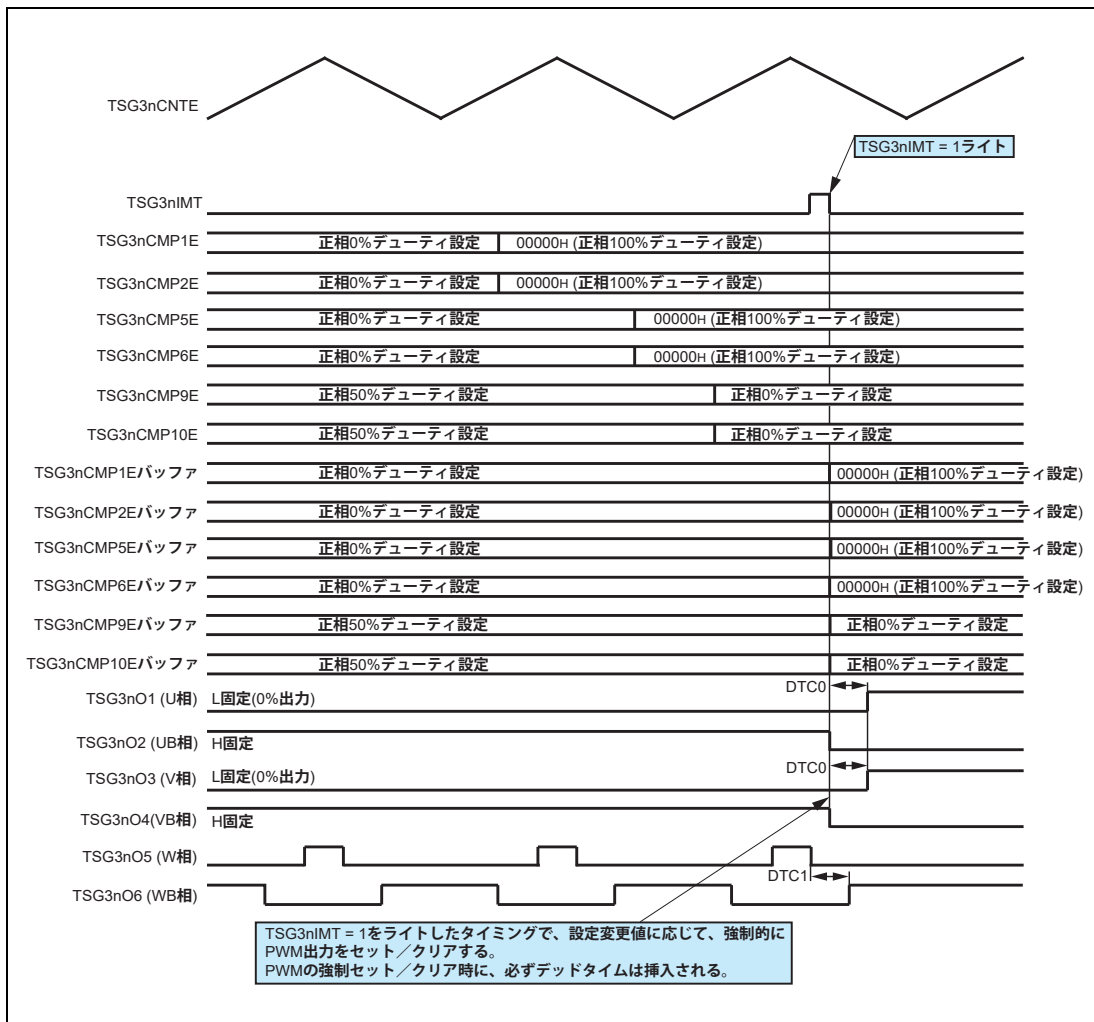 TSG3nCNTE
TSG3nIMT = 1ライト
TSG3nIMT
TSG3nCMP1E 正相0%デューティ設定 00000H (正相100%デューティ設定)
TSG3nCMP2E 正相0%デューティ設定 00000H (正相100%デューティ設定)
TSG3nCMP5E 正相0%デューティ設定 00000H (正相100%デューティ設定)
TSG3nCMP6E 正相0%デューティ設定 00000H (正相100%デューティ設定)
TSG3nCMP9E 正相50%デューティ設定 正相0%デューティ設定
TSG3nCMP10E 正相50%デューティ設定 正相0%デューティ設定
TSG3nCMP1Eバッファ 正相0%デューティ設定 00000H (正相100%デューティ設定)
TSG3nCMP2Eバッファ 正相0%デューティ設定 00000H (正相100%デューティ設定)
TSG3nCMP5Eバッファ 正相0%デューティ設定 00000H (正相100%デューティ設定)
TSG3nCMP6Eバッファ 正相0%デューティ設定 00000H (正相100%デューティ設定)
TSG3nCMP9Eバッファ 正相50%デューティ設定 正相0%デューティ設定
TSG3nCMP10Eバッファ 正相50%デューティ設定 正相0%デューティ設定
DTC0
TSG3nO1 (U相) L固定(0%出力)
TSG3nO2 (UB相) H固定
DTC0
TSG3nO3 (V相) L固定(0%出力)
TSG3nO4(VB相) H固定
TSG3nO5 (W相)
DTC1
TSG3nO6 (WB相)
TSG3nIMT = 1をライトしたタイミングで、設定変更値に応じて、強制的に
PWM出力をセット／クリアする。
PWMの強制セット／クリア時に、必ずデッドタイムは挿入される。